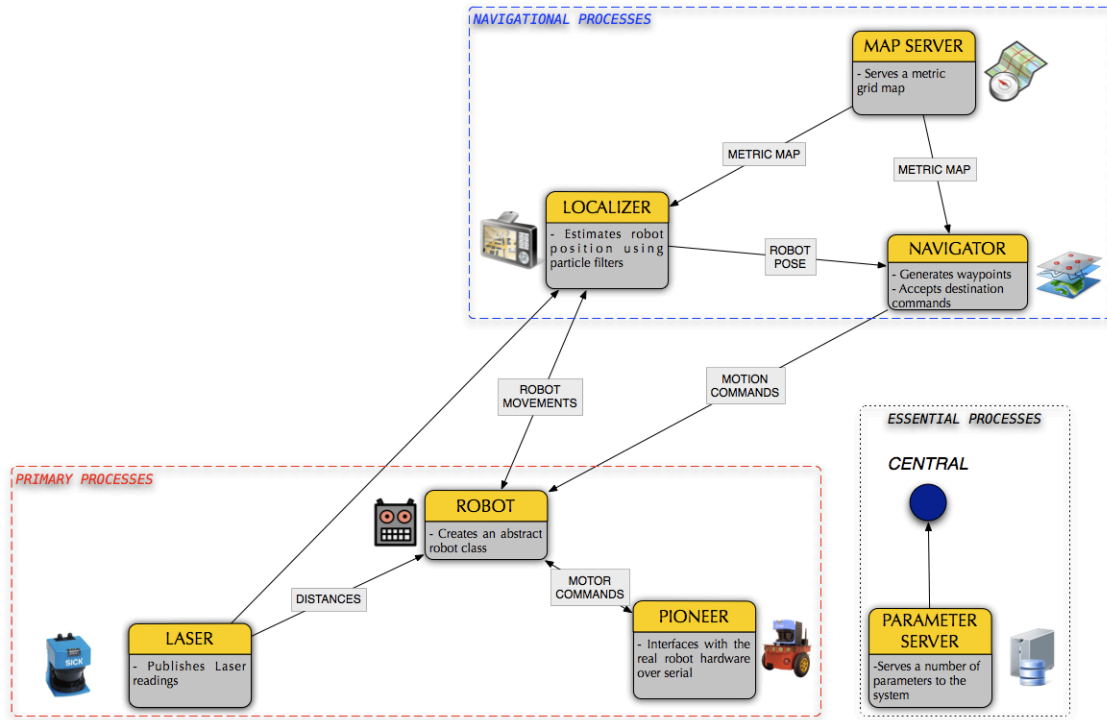 NAVIGATIONAL PROCESSES
MAP SERVER
- Serves a metric
grid map
METRIC MAP
METRIC MAP
LOCALIZER
- Estimates robot
position using
particle filters
ROBOT
POSE
NAVIGATOR
- Generates waypoints
- Accepts destination
commands
ROBOT
MOVEMENTS
MOTION
COMMANDS
ESSENTIAL PROCESSES
CENTRAL
PARAMETER
SERVER
-Serves a number of
parameters to the
system
PRIMARY PROCESSES
ROBOT
- Creates an abstract
robot class
DISTANCES
MOTOR
COMMANDS
LASER
- Publishes Laser
readings
SICK
PIONEER
- Interfaces with the
real robot hardware
over serial